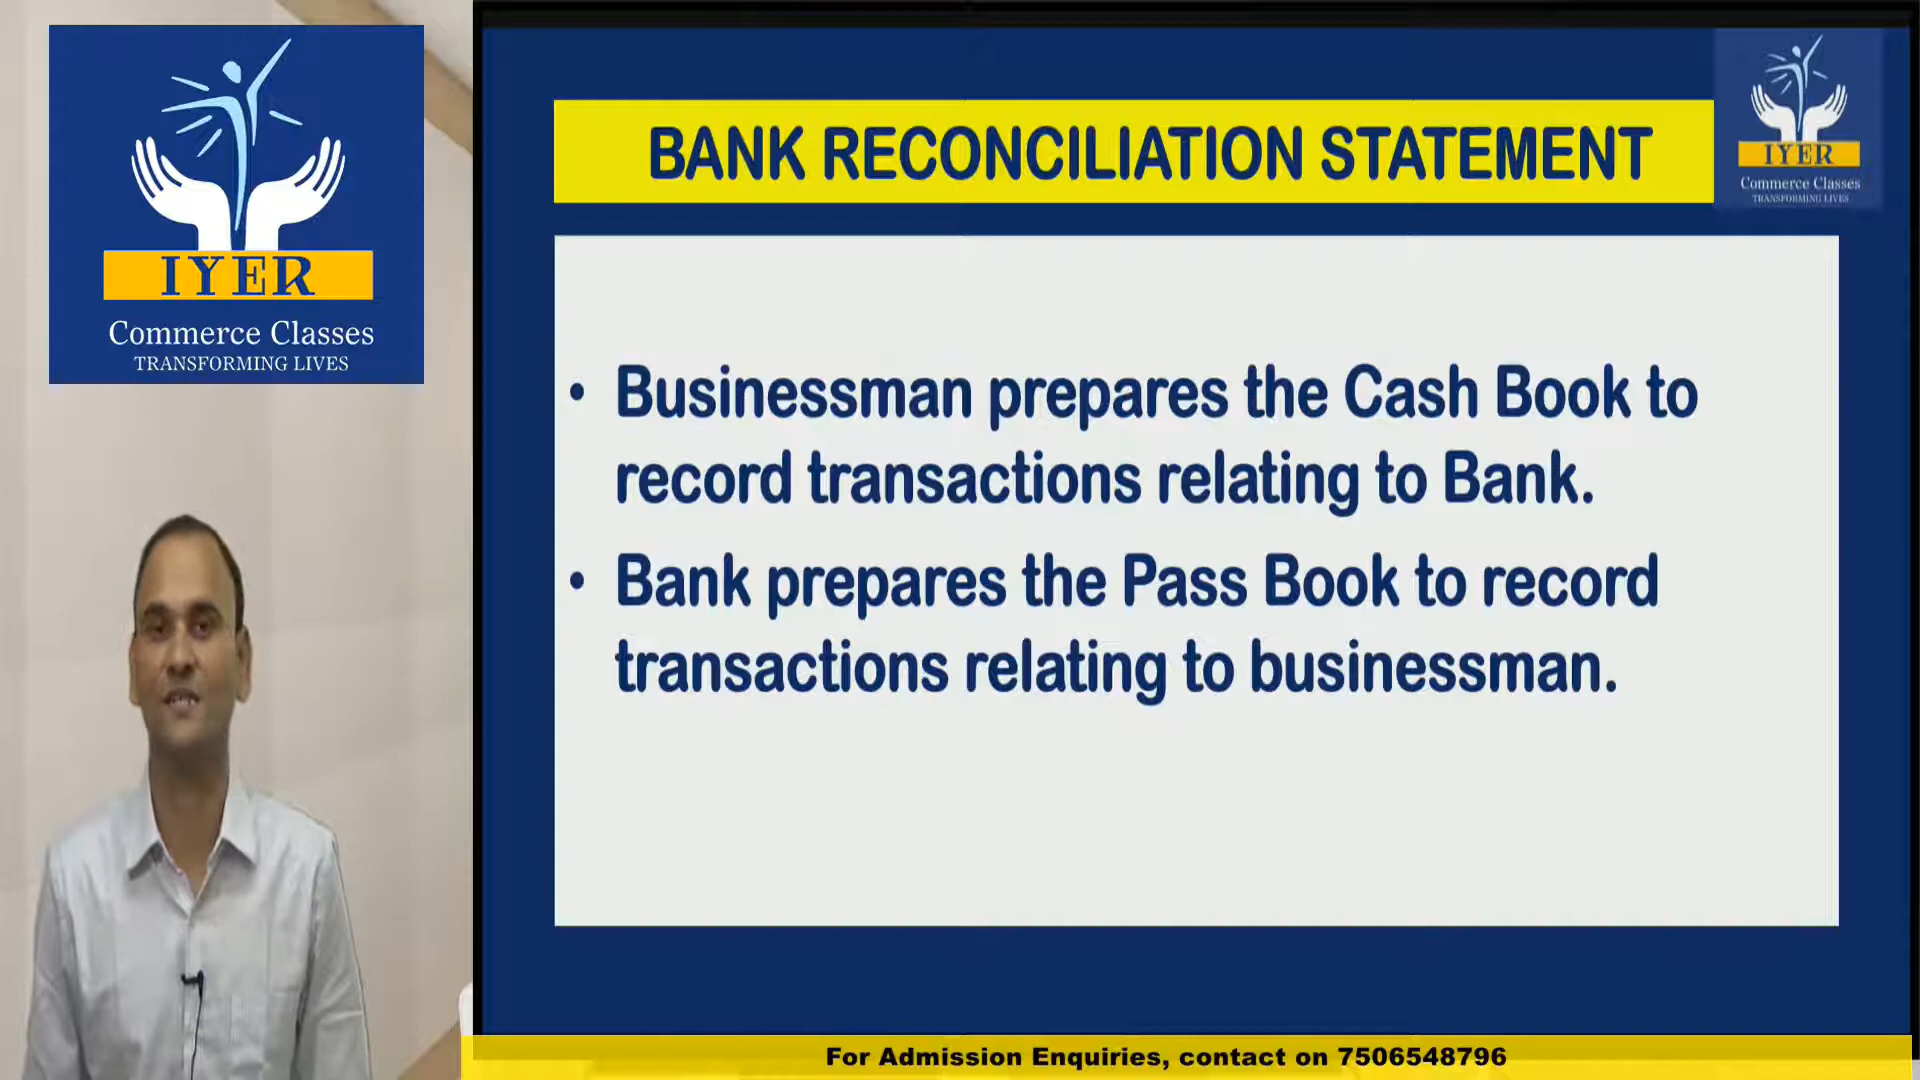 IYER
Commerce Classes
TRANSFORMING LIVES
BANK RECONCILIATION STATEMENT
IYER
Commerce Classes
TRANSFORMING LIVES
• Businessman prepares the Cash Book to
record transactions relating to Bank.
• Bank prepares the Pass Book to record
transactions relating to businessman.
For Admission Enquiries, contact on 7506548796